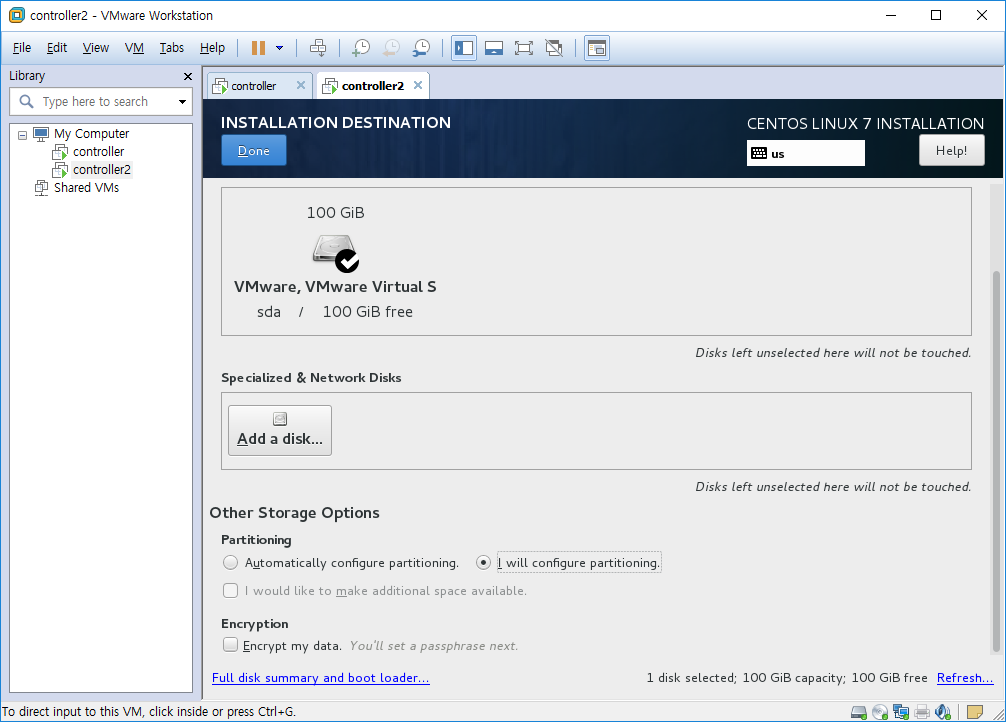 controller2 - VMware Workstation
File Edit View VM Tabs Help
Library
Type here to search
My Computer
controller
controller2
Shared VMs
controller
controller2
INSTALLATION DESTINATION
Done
CENTOS LINUX 7 INSTALLATION
us
Help!
100 GiB
VMware, VMware Virtual S
sda / 100 GiB free
Disks left unselected here will not be touched.
Specialized & Network Disks
Add a disk...
Disks left unselected here will not be touched.
Other Storage Options
Partitioning
Automatically configure partitioning. I will configure partitioning.
I would like to make additional space available.
Encryption
Encrypt my data. You'll set a passphrase next.
Full disk summary and boot loader...
1 disk selected; 100 GiB capacity; 100 GiB free Refresh...
To direct input to this VM, click inside or press Ctrl+G.